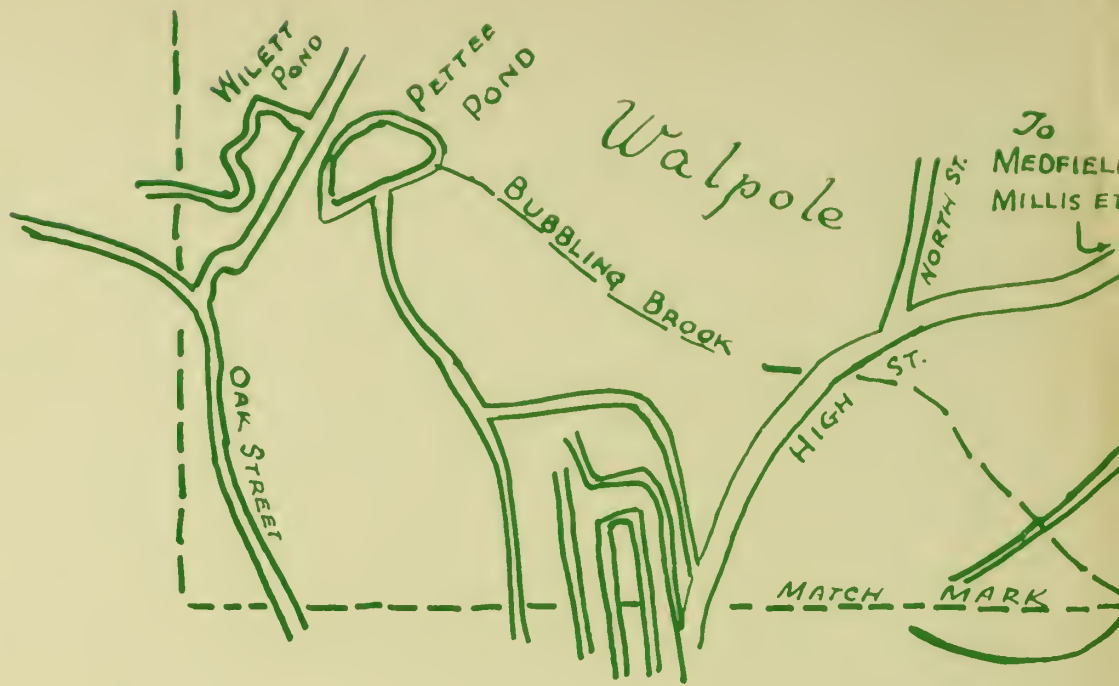 WILETT
POND
PETTEE
POND
Walpole
To
MEDFIEL
MILLIS ET
NORTH ST.
BUBBLING BROOK
HIGH ST.
OAK STREET
MATCH MARK